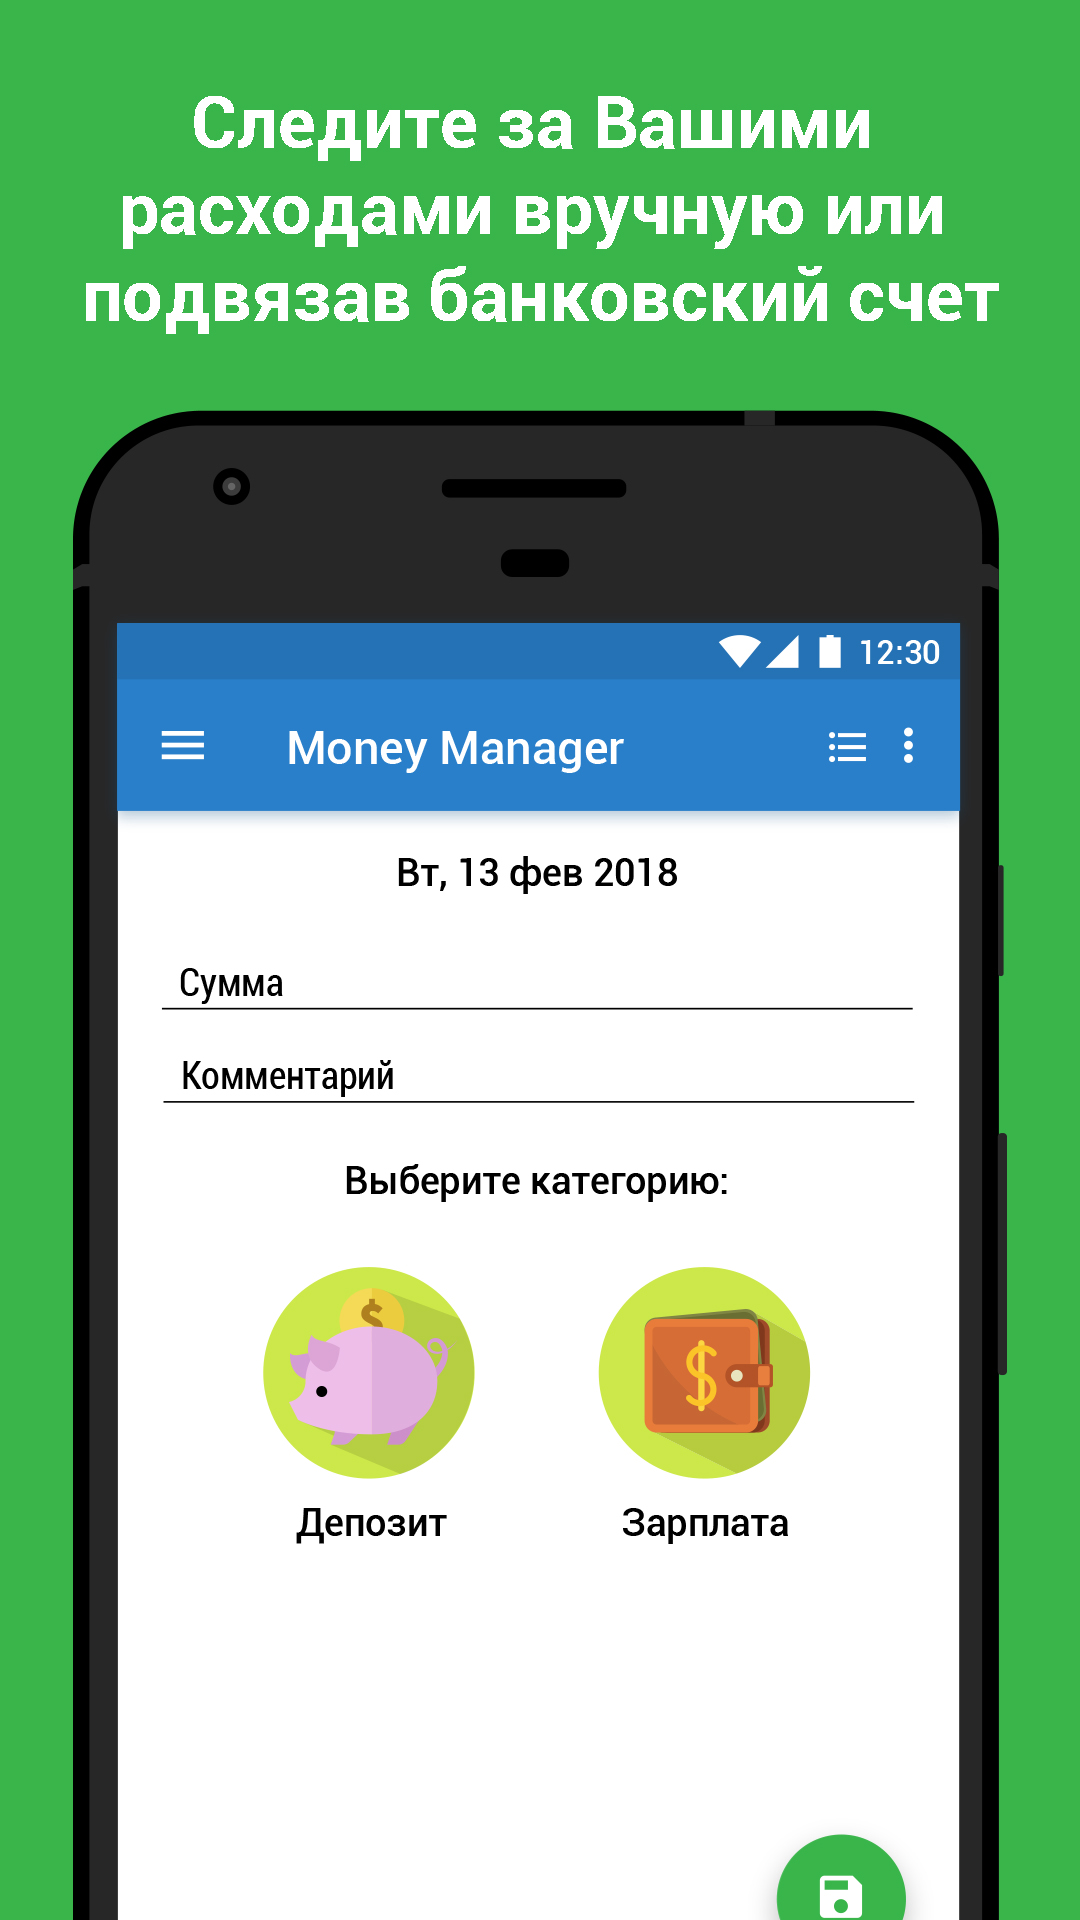 Следите за Вашими
расходами вручную или
подвязав банковский счет
12:30
Money Manager
Вт, 13 фев 2018
Сумма
Комментарий
Выберите категорию:
$ $
Депозит Зарплата